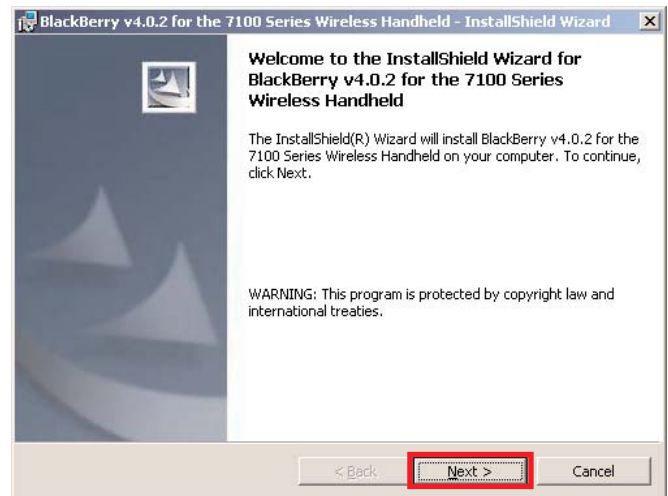 BlackBerry v4.0.2 for the 7100 Series Wireless Handheld - InstallShield Wizard
Welcome to the InstallShield Wizard for
BlackBerry v4.0.2 for the 7100 Series
Wireless Handheld
The InstallShield(R) Wizard will install BlackBerry v4.0.2 for the
7100 Series Wireless Handheld on your computer. To continue,
click Next.
WARNING: This program is protected by copyright law and
international treaties.
< Back
Next >
Cancel